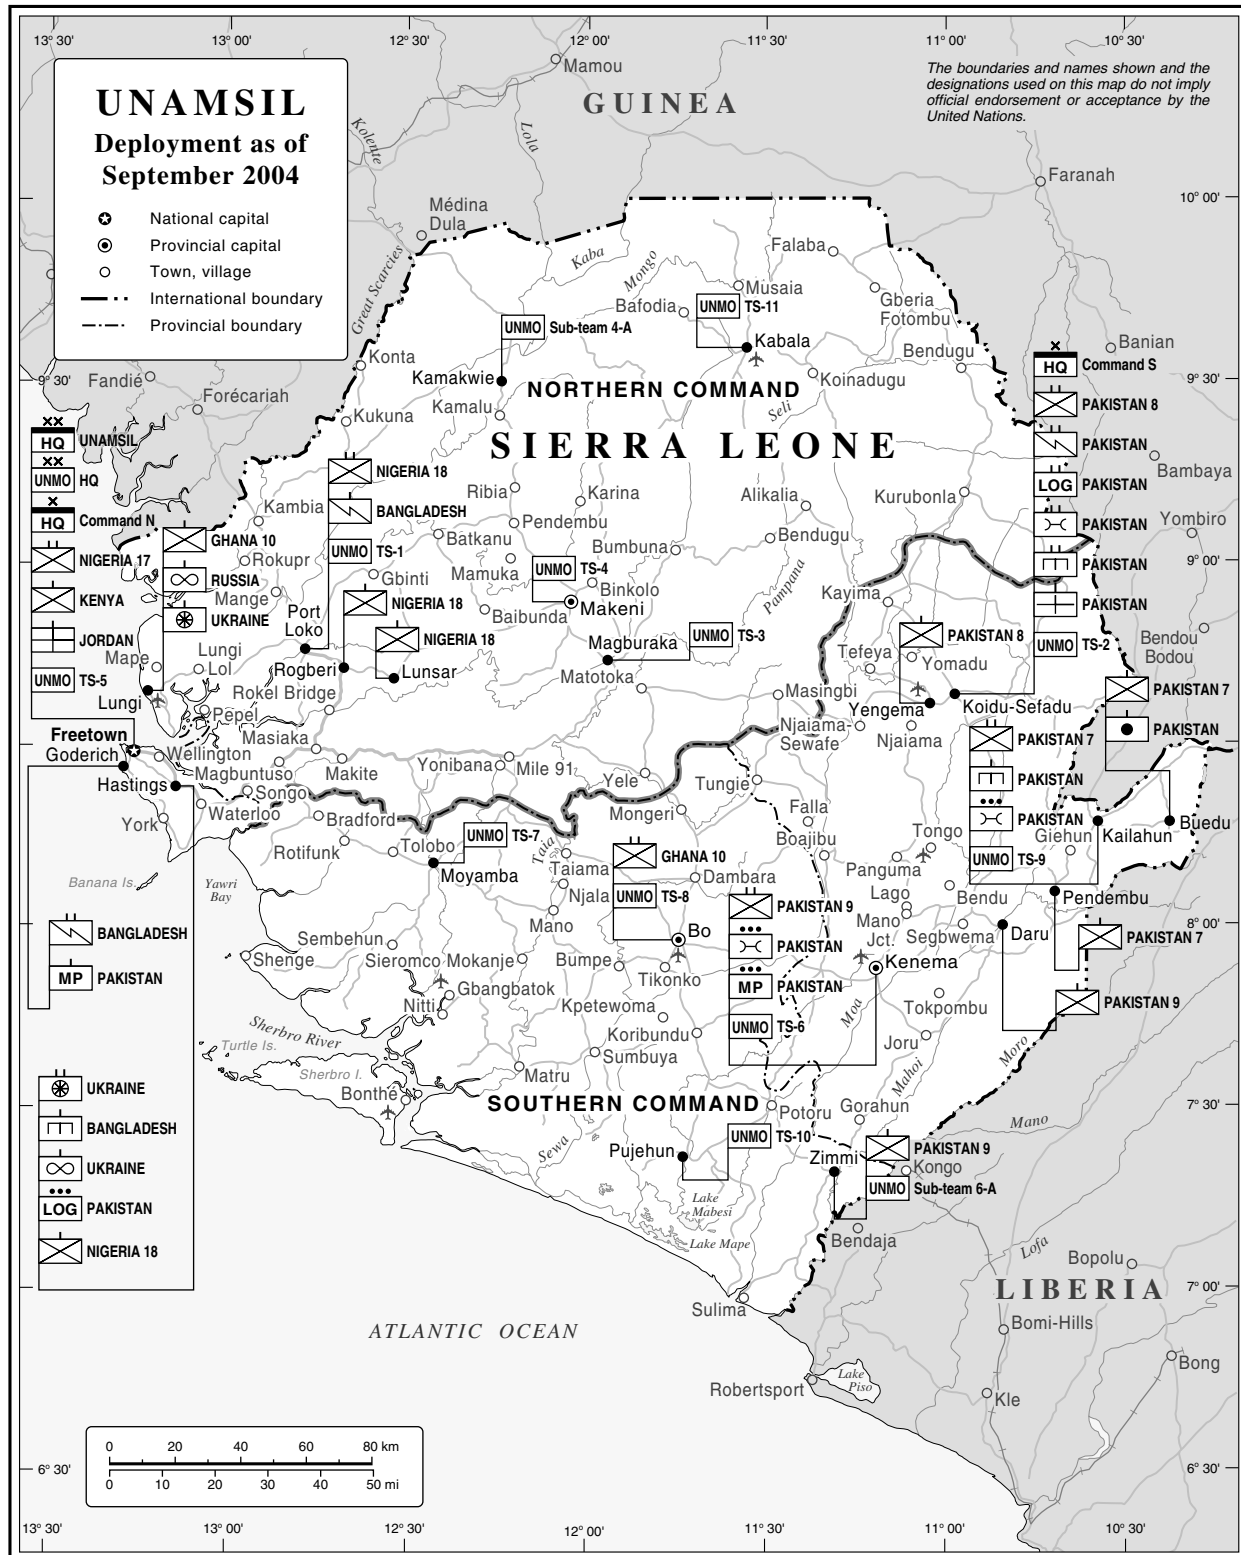 13° 30'
13° 00'
12° 30'
12° 00'
11° 30'
11° 00'
10° 30'
UNAMSIL
Deployment as of
September 2004
National capital
Provincial capital
Town, village
International boundary
Provincial boundary
The boundaries and names shown and the
designations used on this map do not imply
official endorsement or acceptance by the
United Nations.
Mamou
GUINEA
Kolente
Lola
Faranah
10° 00'
Médina
Dula
Great Scarcies
Kaba
Mongo
Falaba
Musaia
Bafodia
Gberia
Fotombu
UNMO TS-11
Kabala
UNMO Sub-team 4-A
Kamakwie
Konta
Kamalu
Kukuna
NORTHERN COMMAND
Koinadugu
Bendugu
Banian
Seli
SIERRA LEONE
Fandié
Forécariah
9° 30'
9° 30'
HQ Command S
PAKISTAN 8
PAKISTAN
LOG PAKISTAN
PAKISTAN
PAKISTAN
PAKISTAN
UNMO TS-2
Bambaya
Yombiro
Bendou
Bodou
HQ UNAMSIL
UNMO HQ
HQ Command N
NIGERIA 17
KENYA
JORDAN
UNMO TS-5
GHANA 10
RUSSIA
UKRAINE
NIGERIA 18
BANGLADESH
UNMO TS-1
NIGERIA 18
NIGERIA 18
Kambia
Rokupr
Mange
Port
Loko
Gbinti
Batkanu
Mamuka
Ribia
Karina
Pendembu
Bumbuna
UNMO TS-4
Binkolo
Makeni
Baibunda
Alikalia
Bendugu
Kurubonla
Pampana
Kayima
9° 00'
9° 00'
Magburaka
UNMO TS-3
Matotoka
PAKISTAN 8
Tefeya
Yomadu
Yengema
Koidu-Sefadu
Masingbi
Njaiama-
Sewafe
Njaiama
Mape
Lungi
Lol
Lungi
Rogberi
Lunsar
Rokel Bridge
Pepel
Masiaka
Freetown
Goderich
Wellington
Hastings
Magbuntuso
Songo
Makite
Yonibana
Mile 91
Yele
Tungie
Waterloo
York
Bradford
Rotifunk
Tolobo
UNMO TS-7
Moyamba
Mongeri
Falla
Boajibu
Tongo
Panguma
PAKISTAN 7
PAKISTAN
PAKISTAN
UNMO TS-9
PAKISTAN 7
PAKISTAN
Giehun
Kailahun
Buedu
Banana Is.
Yawri
Bay
Taia
Taiama
Njala
Mano
GHANA 10
UNMO TS-8
Dambara
Bo
Tikonko
PAKISTAN 9
PAKISTAN
MP PAKISTAN
UNMO TS-6
Lago
Mano
Jct.
Bendu
Segbwema
Daru
Pendembu
PAKISTAN 7
PAKISTAN 9
Kenema
8° 00'
BANGLADESH
MP PAKISTAN
Sembehun
Shenge
Sieromco
Mokanje
Bumpe
Gbangbatok
Nitti
Kpetewoma
Koribundu
Sumbuya
Moa
Tokpombu
Joru
Moro
Mahoi
Sherbro River
Turtle Is.
Sherbro I.
Bonthé
Matru
UKRAINE
BANGLADESH
UKRAINE
LOG PAKISTAN
NIGERIA 18
SOUTHERN COMMAND
Potoru
Gorahun
7° 30'
Mano
Sewa
Pujehun
UNMO TS-10
Zimmi
PAKISTAN 9
Kongo
UNMO Sub-team 6-A
Lake
Mabesi
Lake Mape
Bendaja
Lofa
Bopolu
LIBERIA
7° 00'
Sulima
Bomi-Hills
ATLANTIC OCEAN
Bong
Robertsport
Lake
Piso
Kle
0 20 40 60 80 km
0 10 20 30 40 50 mi
6° 30'
6° 30'
13° 30'
13° 00'
12° 30'
12° 00'
11° 30'
11° 00'
10° 30'